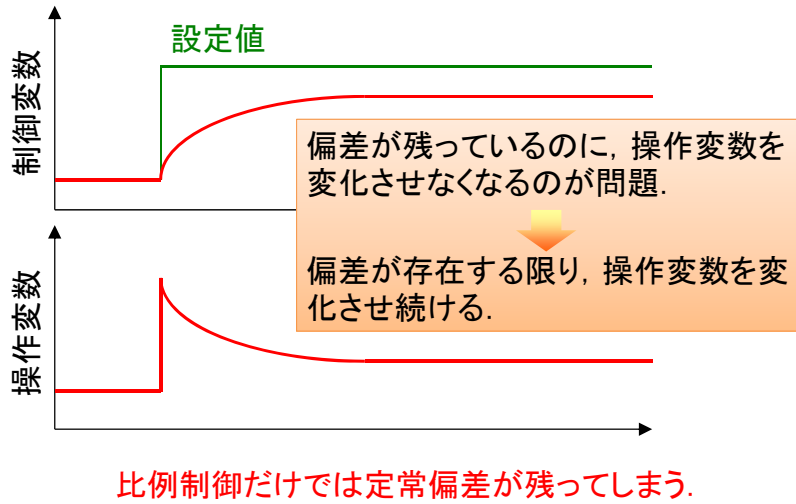 設定値
制御変数
偏差が残っているのに，操作変数を
変化させなくなるのが問題．
偏差が存在する限り，操作変数を変
化させ続ける．
操作変数
比例制御だけでは定常偏差が残ってしまう．